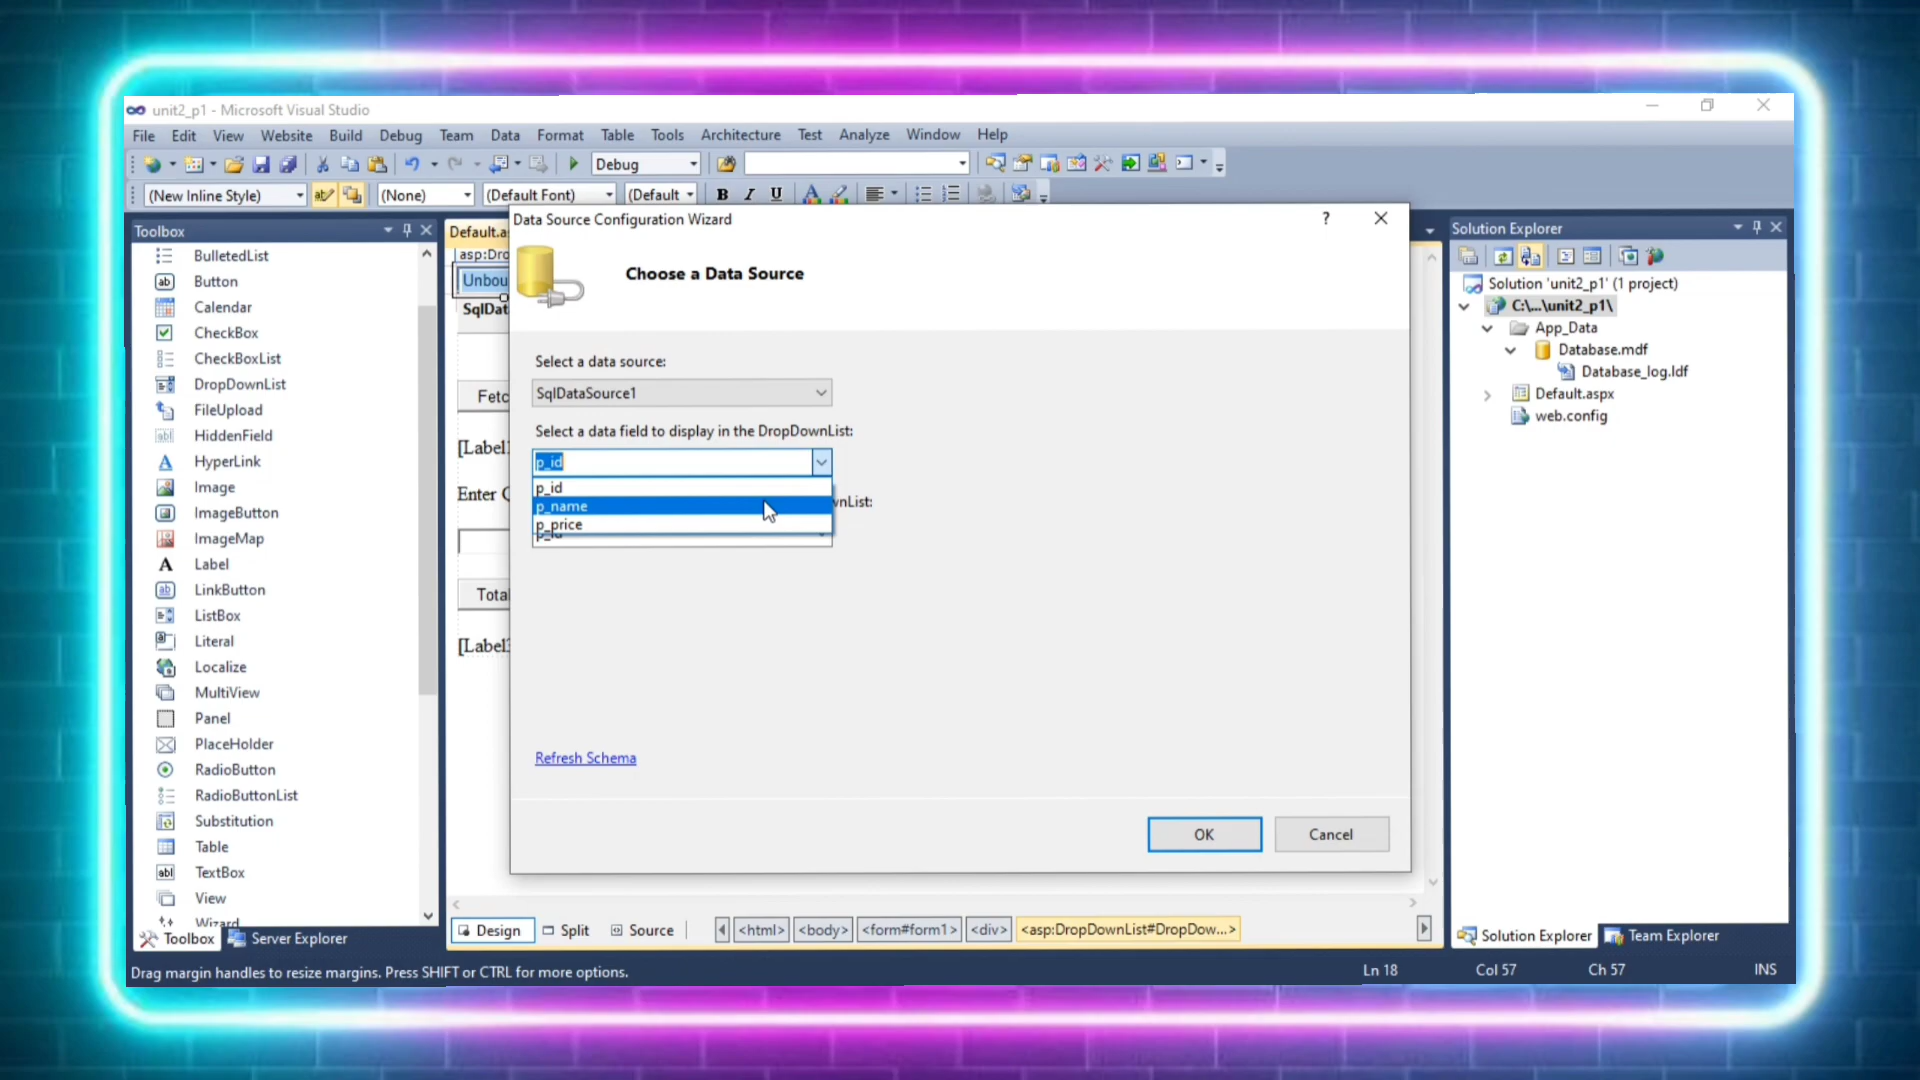 unit2_p1 - Microsoft Visual Studio
File Edit View Website Build Debug Team Data Format Table Tools Architecture Test Analyze Window Help
Debug
(New Inline Style) (None) (Default Font) (Default B I U
Toolbox
BulletedList
Button
Calendar
CheckBox
CheckBoxList
DropDownList
FileUpload
HiddenField
HyperLink
Image
ImageButton
ImageMap
Label
LinkButton
ListBox
Literal
Localize
MultiView
Panel
PlaceHolder
RadioButton
RadioButtonList
Substitution
Table
TextBox
View
Wizard
Toolbox Server Explorer
Default.a
asp:Dro
Unbou
SqlDat
Fetc
[Label
Enter
Total
[Label
Data Source Configuration Wizard
Choose a Data Source
Select a data source:
SqlDataSource1
Select a data field to display in the DropDownList:
p_id
p_id
p_name
wnList:
p_price
p_id
Refresh Schema
OK Cancel
Design Split Source <html> <body> <form#form1> <div> <asp:DropDownList#DropDow...>
Solution Explorer
Solution 'unit2_p1' (1 project)
C:\...\unit2_p1\
App_Data
Database.mdf
Database_log.ldf
Default.aspx
web.config
Solution Explorer Team Explorer
Drag margin handles to resize margins. Press SHIFT or CTRL for more options. Ln 18 Col 57 Ch 57 INS